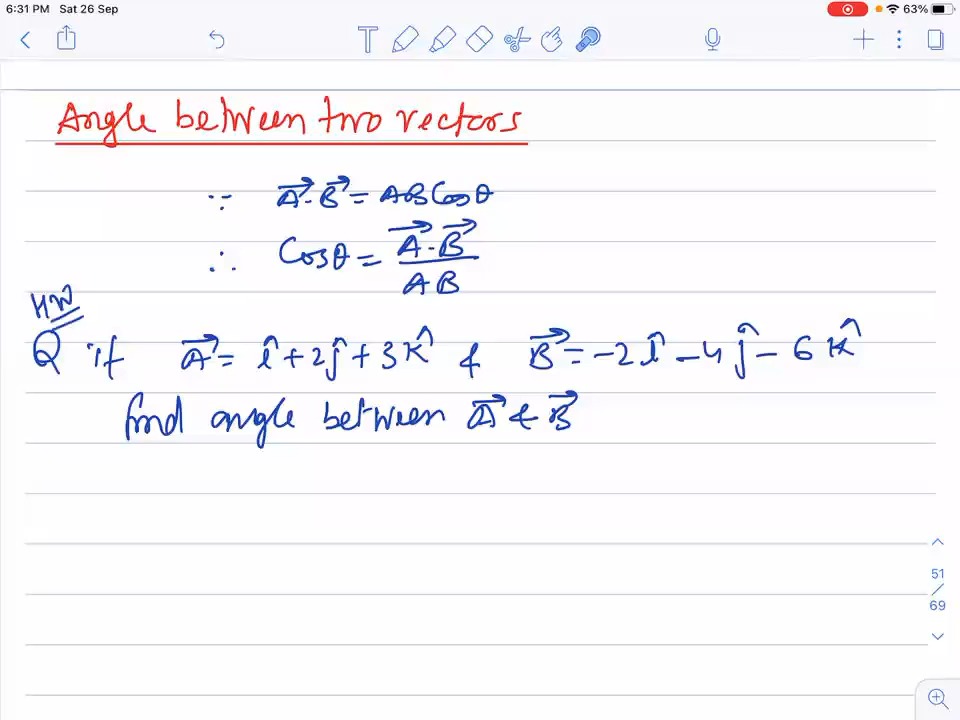 6:31 PM Sat 26 Sep 63%
T
Angle between two vectors
∵ A⃗·B⃗ = AB Cosθ
∴ Cosθ = A⃗·B⃗ / AB
HW
Q if A⃗ = î + 2ĵ + 3k̂ & B⃗ = -2î - 4ĵ - 6k̂
find angle between A⃗ & B⃗
51
/
69